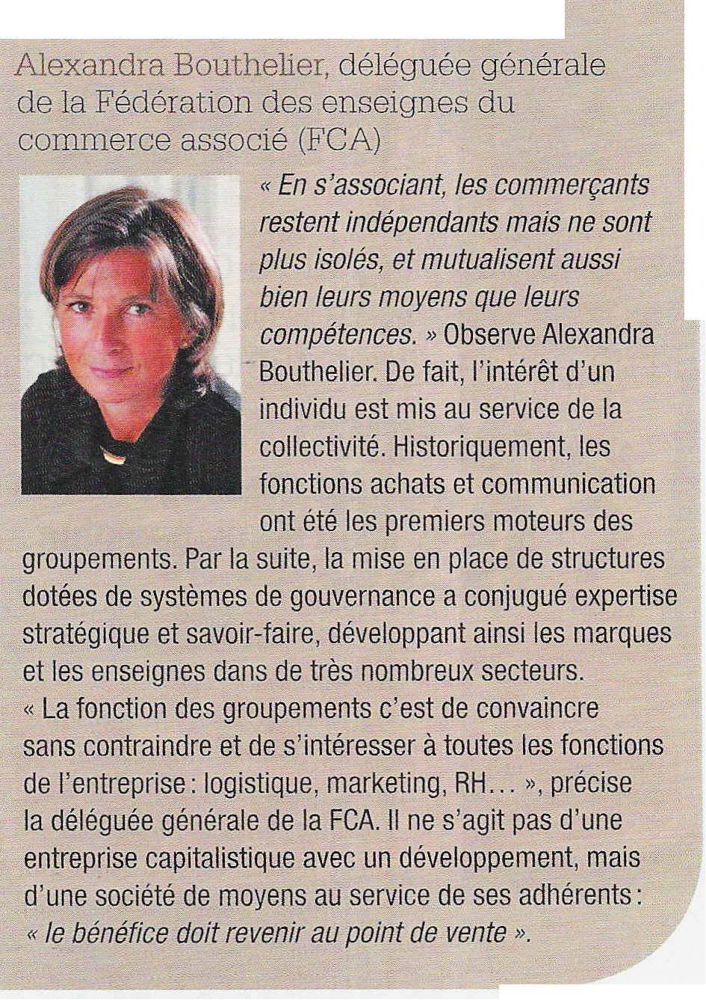 Alexandra Bouthelier, déléguée générale
de la Fédération des enseignes du
commerce associé (FCA)
« En s'associant, les commerçants
restent indépendants mais ne sont
plus isolés, et mutualisent aussi
bien leurs moyens que leurs
compétences. » Observe Alexandra
Bouthelier. De fait, l'intérêt d'un
individu est mis au service de la
collectivité. Historiquement, les
fonctions achats et communication
ont été les premiers moteurs des
groupements. Par la suite, la mise en place de structures
dotées de systèmes de gouvernance a conjugué expertise
stratégique et savoir-faire, développant ainsi les marques
et les enseignes dans de très nombreux secteurs.
« La fonction des groupements c'est de convaincre
sans contraindre et de s'intéresser à toutes les fonctions
de l'entreprise : logistique, marketing, RH... », précise
la déléguée générale de la FCA. Il ne s'agit pas d'une
entreprise capitalistique avec un développement, mais
d'une société de moyens au service de ses adhérents :
« le bénéfice doit revenir au point de vente ».